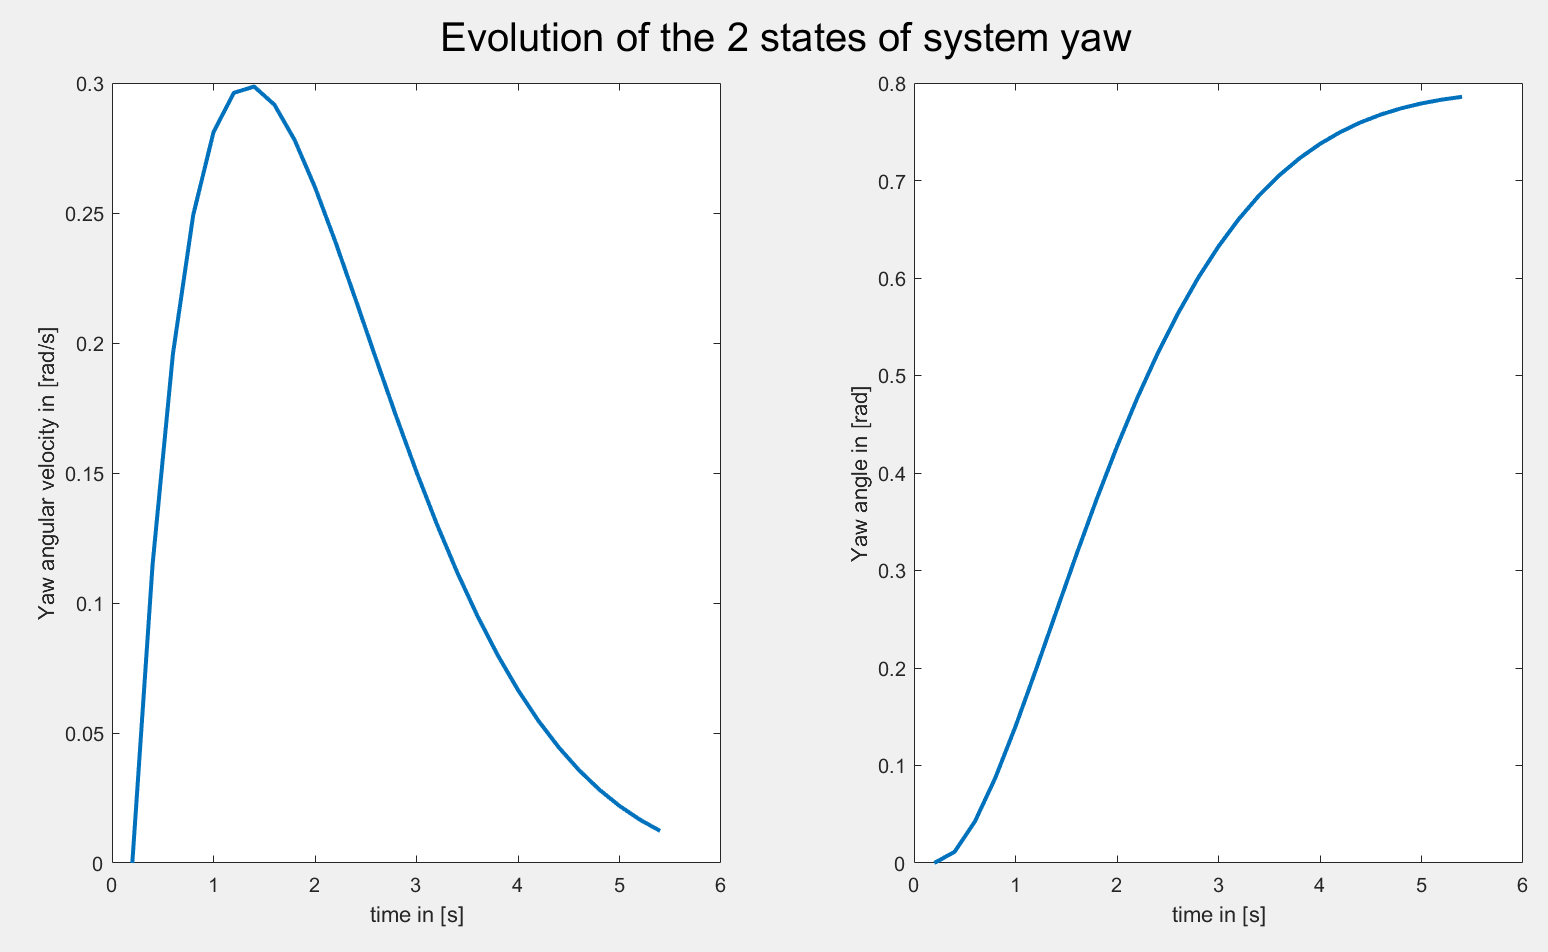 Evolution of the 2 states of system yaw
Yaw angular velocity in [rad/s]
0.3
0.25
0.2
0.15
0.1
0.05
0
0 1 2 3 4 5 6
time in [s]
Yaw angle in [rad]
0.8
0.7
0.6
0.5
0.4
0.3
0.2
0.1
0
0 1 2 3 4 5 6
time in [s]